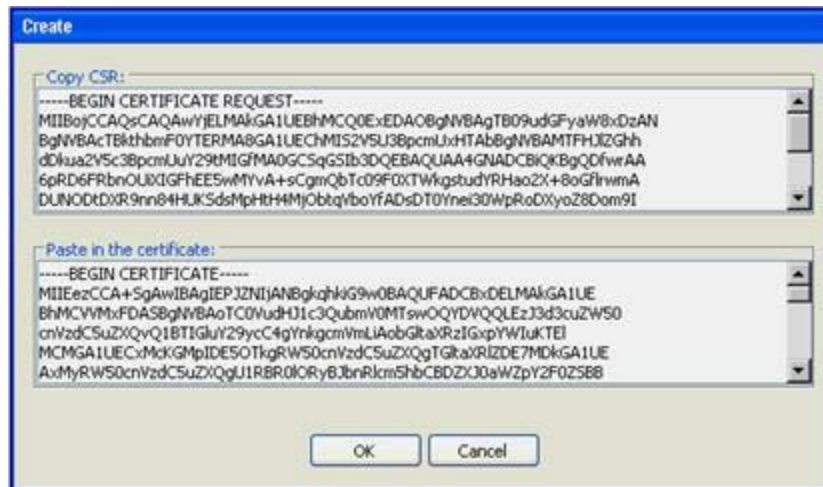 Create
Copy CSR:
-----BEGIN CERTIFICATE REQUEST-----
MIIBojCCAQsCAQAwYjELMAkGA1UEBhMCQ0ExEDAOBgNVBAgTB09udGFyaW8xDzAN
BgNVBAcTBkthbmF0YTERMA8GA1UEChMIS2V5U3BpcmUxHTAbBgNVBAMTFHJlZGhh
dDkua2V5c3BpcmUuY29tMIGfMA0GCSqGSIb3DQEBAQUAA4GNADCBiQKBgQDfwrAA
6pRD6FRbnOUiXIGFhEE5wMYvA+sCgmQbTc09F0XTWkgstudYRHao2X+8oGflrwmA
DUNODtDXR9nn84HUKSdsMpHtH4MjObtqVboYfADsDT0Ynei30WpRoDXyoZ8Dom9I
Paste in the certificate:
-----BEGIN CERTIFICATE-----
MIIEezCCA+SgAwIBAgIEPJZNIjANBgkqhkiG9w0BAQUFADCBxDELMAkGA1UE
BhMCVVMxFDASBgNVBAoTC0VudHJ1c3QubmV0MTswOQYDVQQLEzJ3d3cuZW50
cnVzdC5uZXQvQ1BTIGluY29ycC4gYnkgcmVmLiAobGltaXRzIGxpYWIuKTEl
MCMGA1UECxMcKGMpIDE5OTkgRW50cnVzdC5uZXQgTGltaXRlZDE7MDkGA1UE
AxMyRW50cnVzdC5uZXQgU1RBR0lORyBJbnRlcm5hbCBDZXJ0aWZpY2F0ZSBB
OK
Cancel